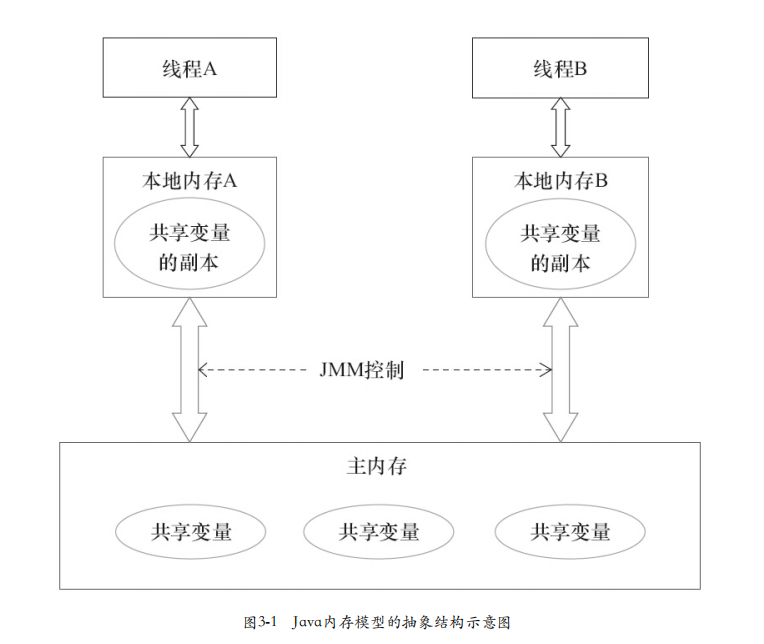 线程A
线程B
本地内存A
共享变量
的副本
本地内存B
共享变量
的副本
JMM控制
主内存
共享变量
共享变量
共享变量
图3-1 Java内存模型的抽象结构示意图